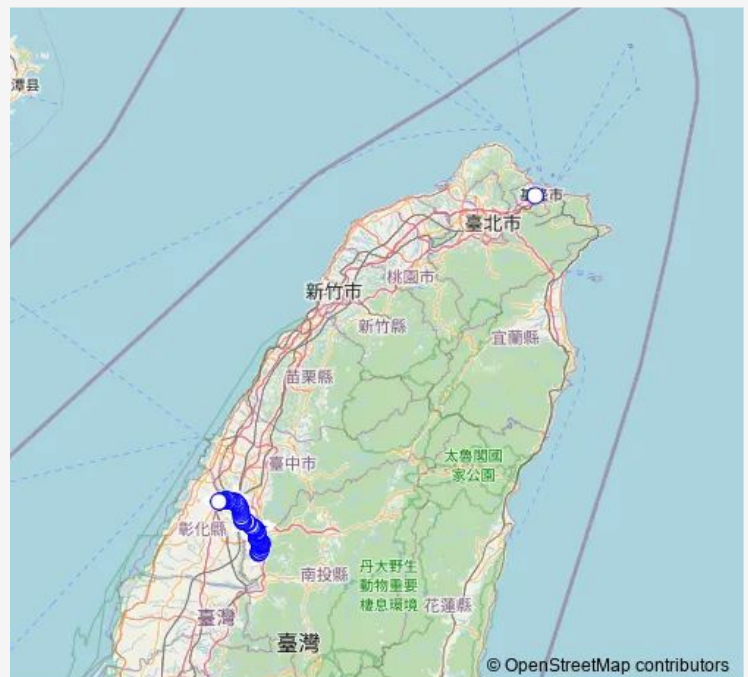 潭县
市
臺北市
桃園市
新竹市
新竹縣
宜蘭縣
苗栗縣
太魯閣國
家公園
臺中市
彰化縣
丹大野生
動物重要
棲息環境
南投縣
花蓮縣
臺灣
臺灣
© OpenStreetMap contributors